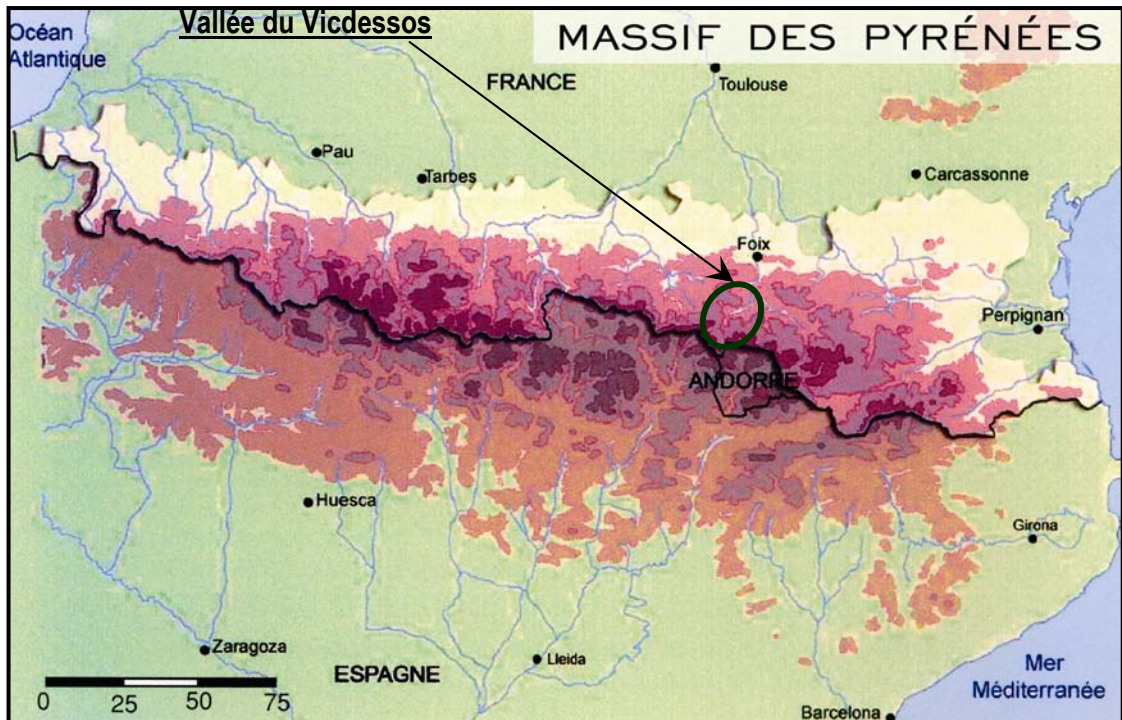 Océan
Atlantique
Vallée du Vicdessos
MASSIF DES PYRÉNÉES
FRANCE
Toulouse
Pau
Tarbes
Carcassonne
Foix
Perpignan
ANDORRE
Huesca
Girona
Zaragoza
Lleida
ESPAGNE
Mer
Méditerranée
0 25 50 75
Barcelona